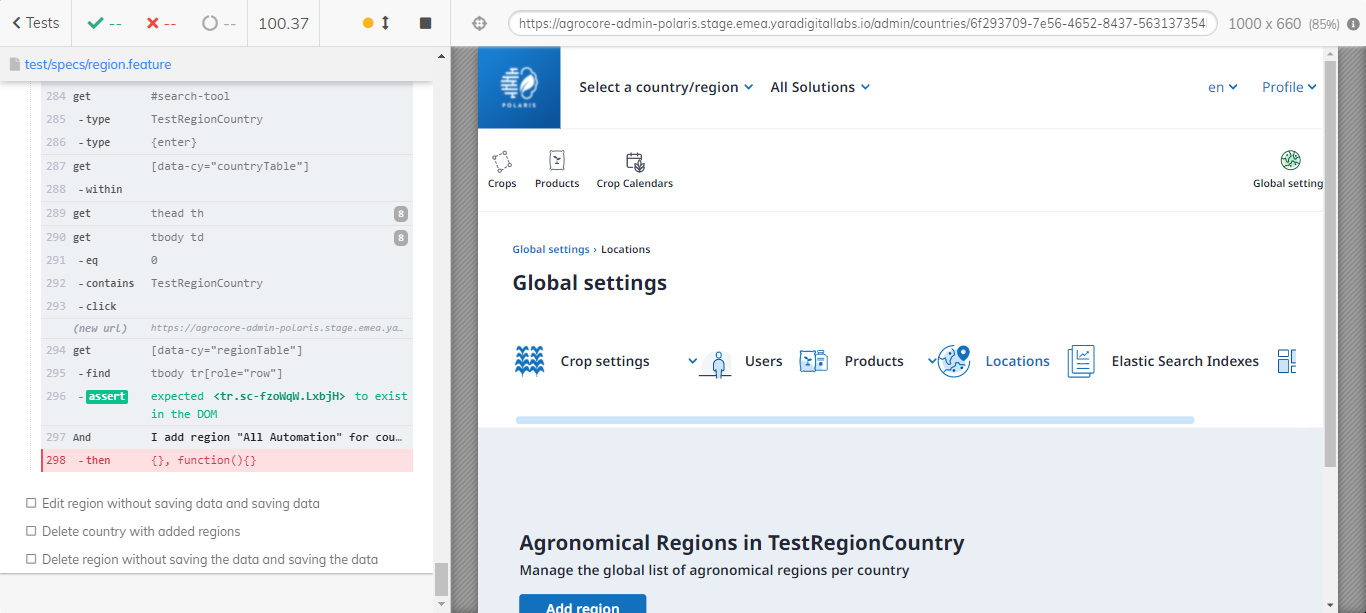 Tests
--
--
--
100.37
https://agrocore-admin-polaris.stage.emea.yaradigitallabs.io/admin/countries/6f293709-7e56-4652-8437-563137354
1000 x 660 (85%)
test/specs/region.feature
284 get #search-tool
285 -type TestRegionCountry
286 -type {enter}
287 get [data-cy="countryTable"]
288 -within
289 get thead th 8
290 get tbody td 8
291 -eq 0
292 -contains TestRegionCountry
293 -click
(new url) https://agrocore-admin-polaris.stage.emea.ya…
294 get [data-cy="regionTable"]
295 -find tbody tr[role="row"]
296 -assert expected <tr.sc-fzoWqW.LxbjH> to exist
in the DOM
297 And I add region "All Automation" for cou…
298 -then {}, function(){}
Edit region without saving data and saving data
Delete country with added regions
Delete region without saving the data and saving the data
POLARIS
Select a country/region
All Solutions
en
Profile
Crops
Products
Crop Calendars
Global setting
Global settings › Locations
Global settings
Crop settings
Users
Products
Locations
Elastic Search Indexes
Agronomical Regions in TestRegionCountry
Manage the global list of agronomical regions per country
Add region